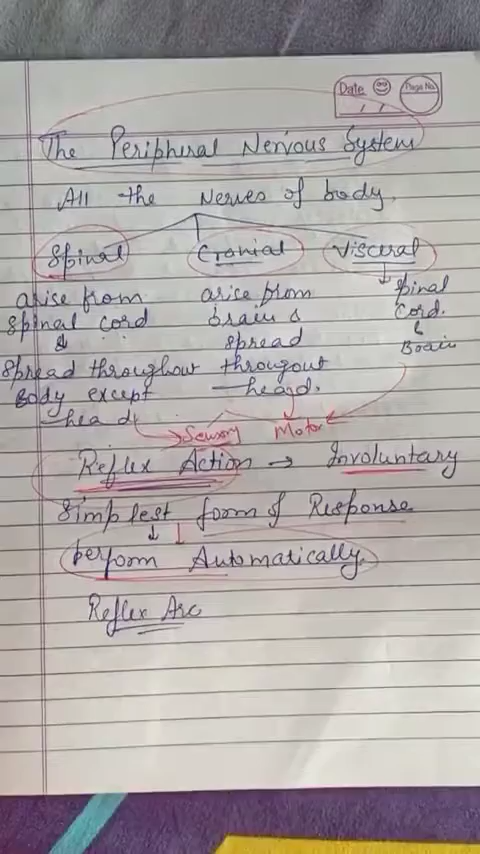 Date
Page No.
/ /
The Peripheral Nervous System
All the Nerves of body.
Spinal Cranial Visceral
arise from
spinal cord
&
spread throughout
Body except
head
arise from
brain &
spread
througout
head.
spinal
Cord.
&
Brain
Sensory Motor
Reflex Action → Involuntary
Simplest form of Response
perform Automatically.
Reflex Arc